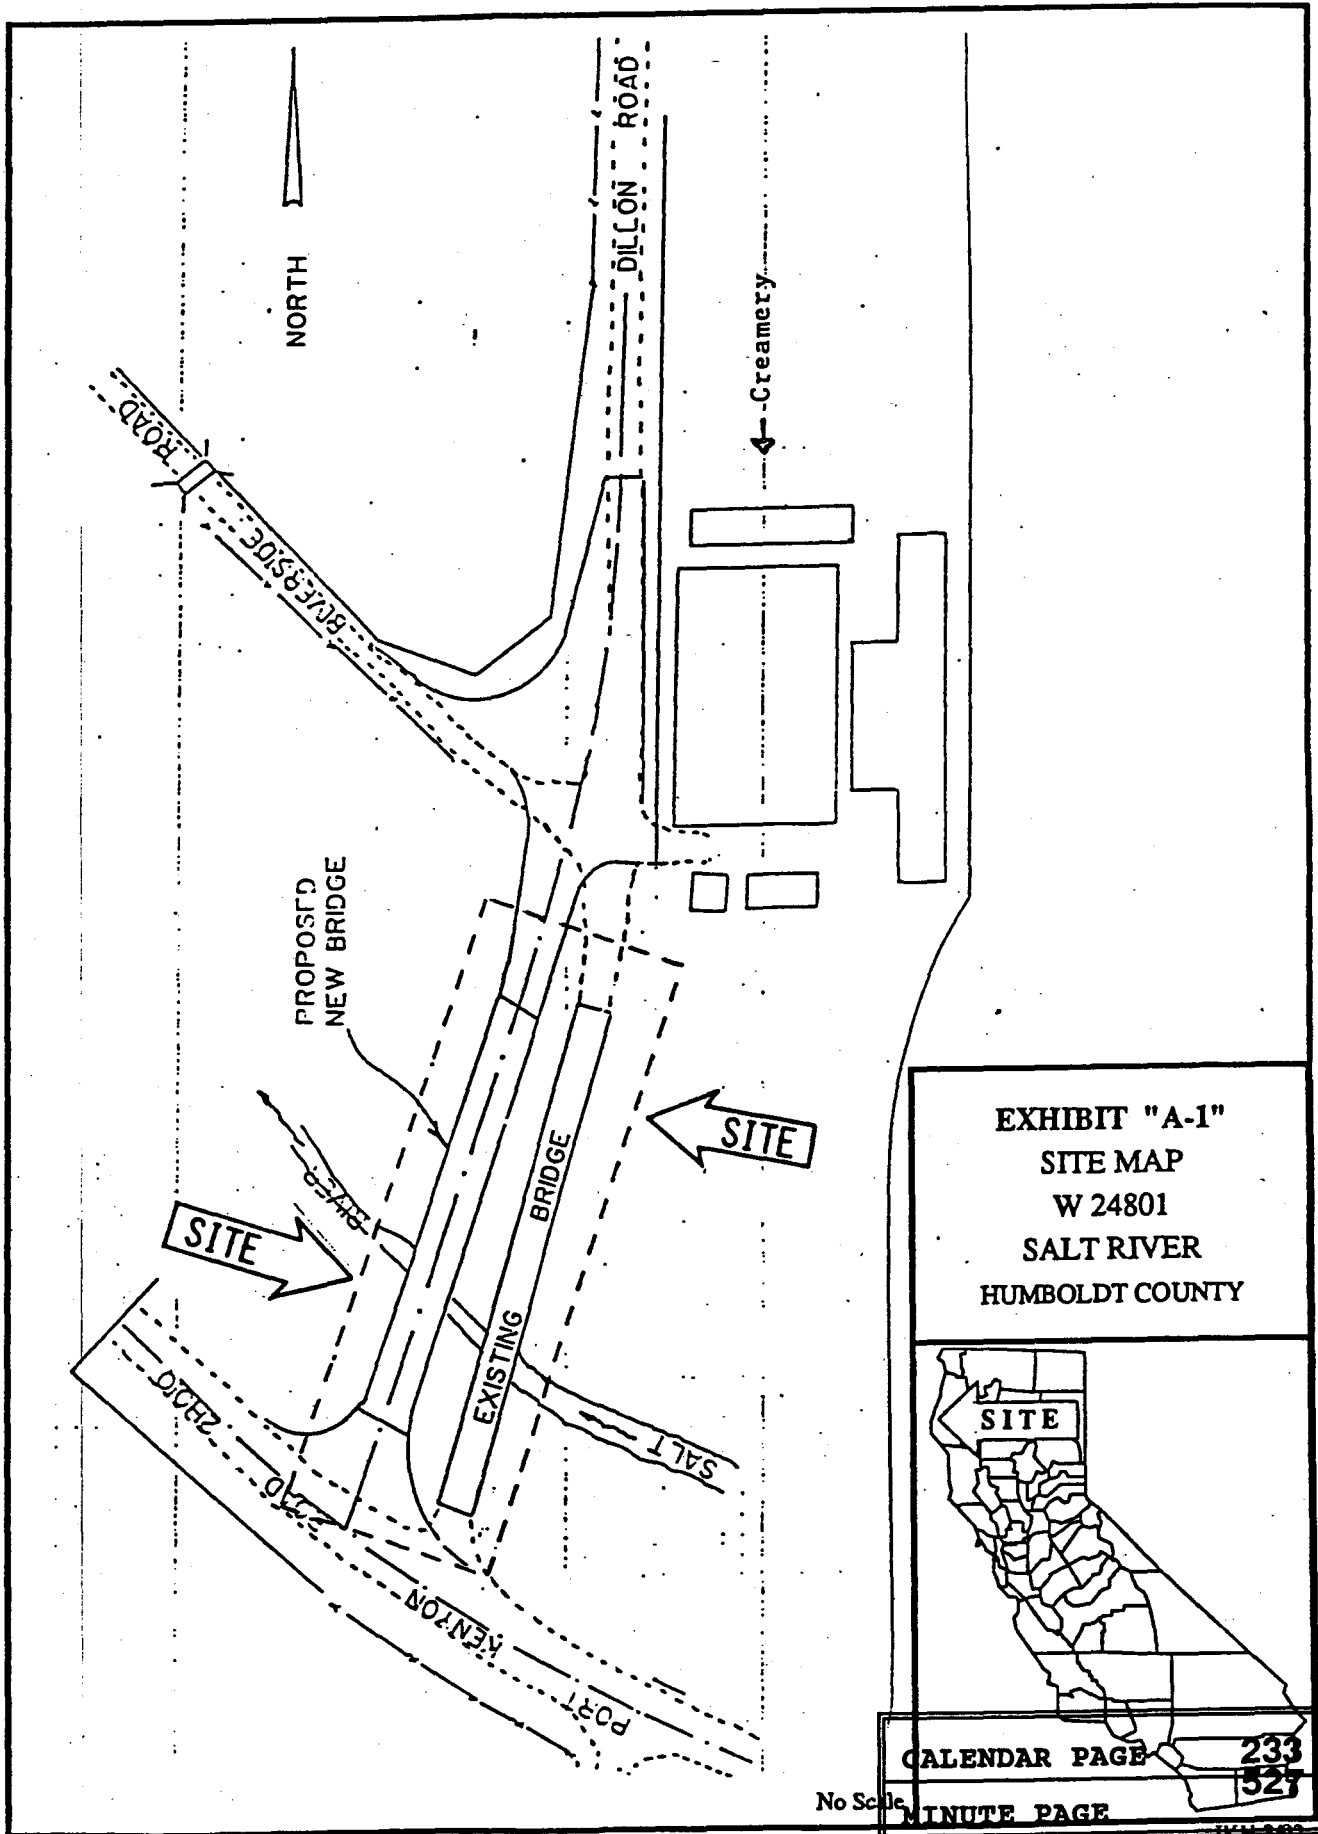 DILLON ROAD
NORTH
Creamery
ROAD
RIVERSIDE
PROPOSED
NEW BRIDGE
SITE
SITE
BRIDGE
EXISTING
SALT
KENYON
PORT
EXHIBIT "A-1"
SITE MAP
W 24801
SALT RIVER
HUMBOLDT COUNTY
SITE
CALENDAR PAGE 233
527
MINUTE PAGE
No Scale